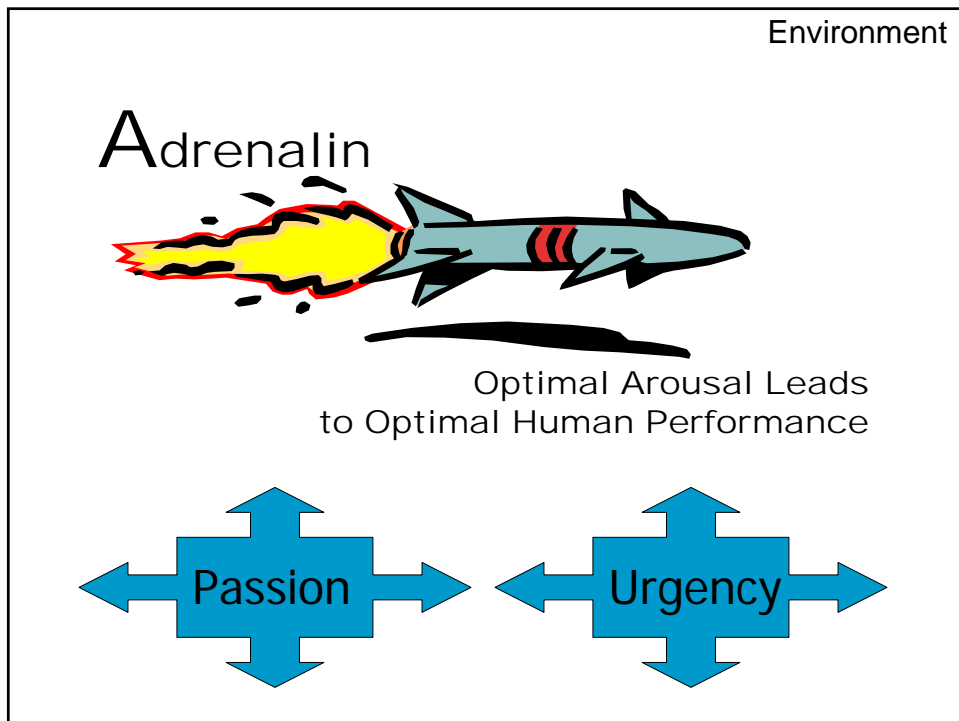 Environment
Adrenalin
Optimal Arousal Leads
to Optimal Human Performance
Passion
Urgency